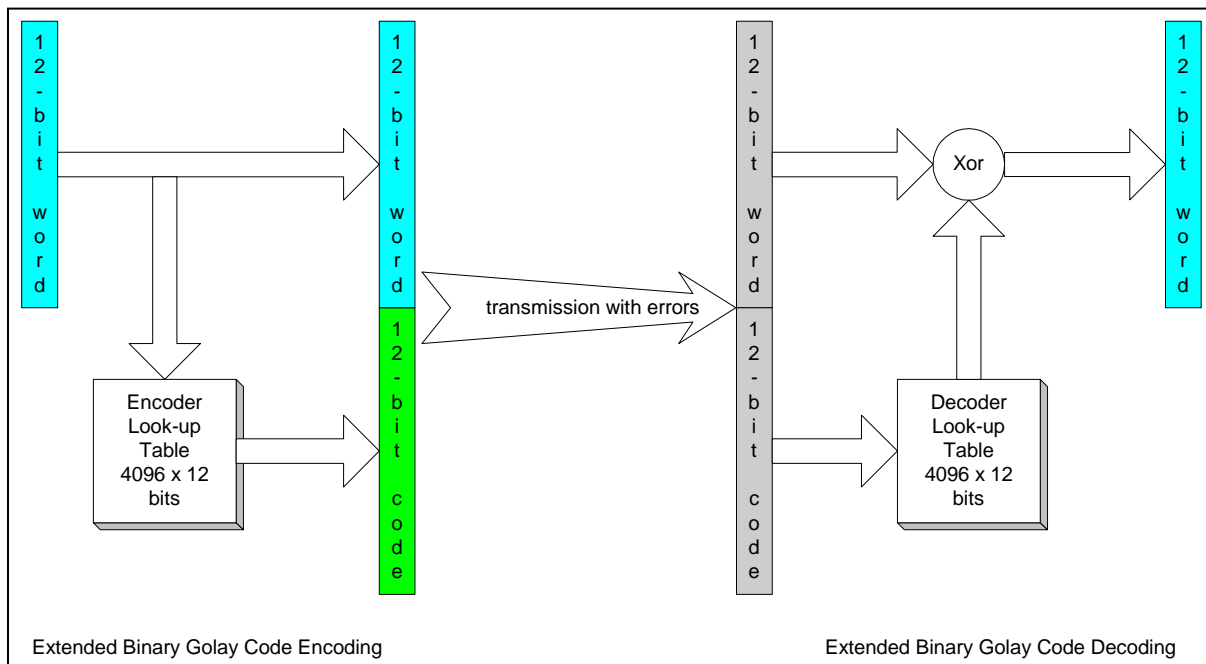 12-bit word
12-bit word
12-bit code
Encoder
Look-up
Table
4096 x 12
bits
transmission with errors
12-bit word
12-bit code
Xor
Decoder
Look-up
Table
4096 x 12
bits
12-bit word
Extended Binary Golay Code Encoding
Extended Binary Golay Code Decoding